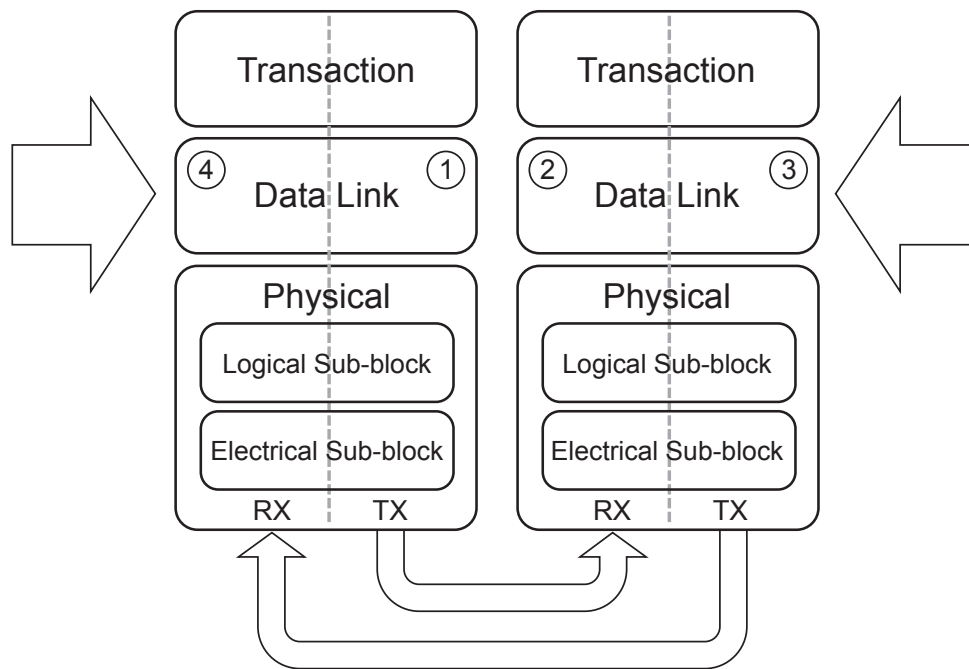 Transaction
Transaction
④ ①
Data Link
② ③
Data Link
Physical
Logical Sub-block
Electrical Sub-block
RX TX
Physical
Logical Sub-block
Electrical Sub-block
RX TX